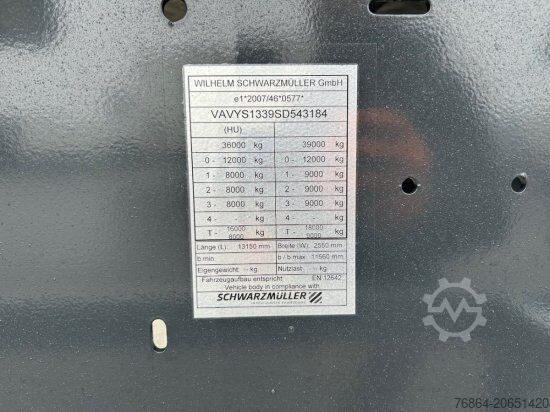 WILHELM SCHWARZMÜLLER GmbH
e1*2007/46*0577*
VAVYS1339SD543184
(HU)
36000 kg 39000 kg
0 - 12000 kg 0 - 12000 kg
1 - 8000 kg 1 - 9000 kg
2 - 8000 kg 2 - 9000 kg
3 - 8000 kg 3 - 9000 kg
4 - - kg 4 - - kg
T - 16000 8000 kg T - 18000 9000 kg
Länge (L): 13150 mm Breite (W): 2550 mm
b min b / b max 11560 mm
Eigengewicht -- kg Nutzlast -- kg
Fahrzeugaufbau entspricht EN 12642
Vehicle body in compliance with
SCHWARZMÜLLER
76864-20651420